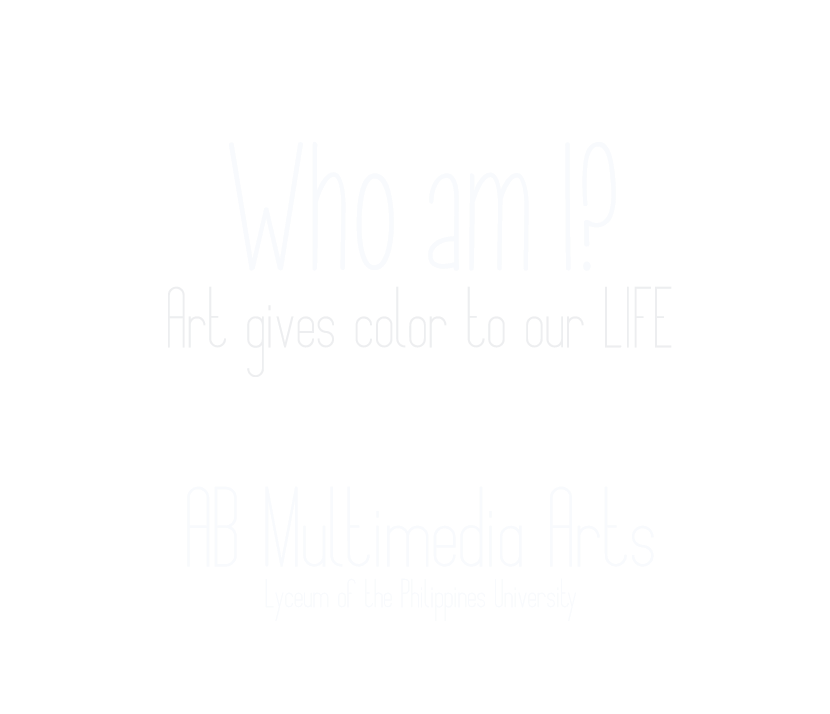 Who am I?
Art gives color to our LIFE
AB Multimedia Arts
Lyceum of the Philippines University